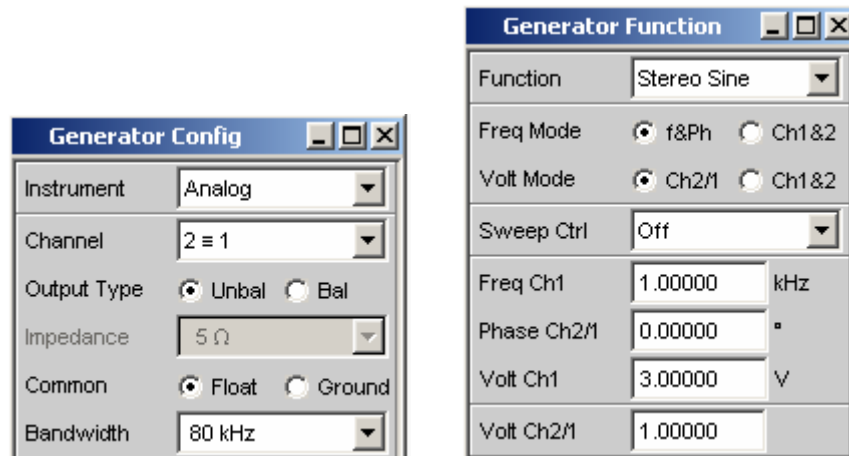 Generator Config
Instrument Analog
Channel 2 ≡ 1
Output Type Unbal Bal
Impedance 5 Ω
Common Float Ground
Bandwidth 80 kHz
Generator Function
Function Stereo Sine
Freq Mode f&Ph Ch1&2
Volt Mode Ch2/1 Ch1&2
Sweep Ctrl Off
Freq Ch1 1.00000 kHz
Phase Ch2/1 0.00000 °
Volt Ch1 3.00000 V
Volt Ch2/1 1.00000